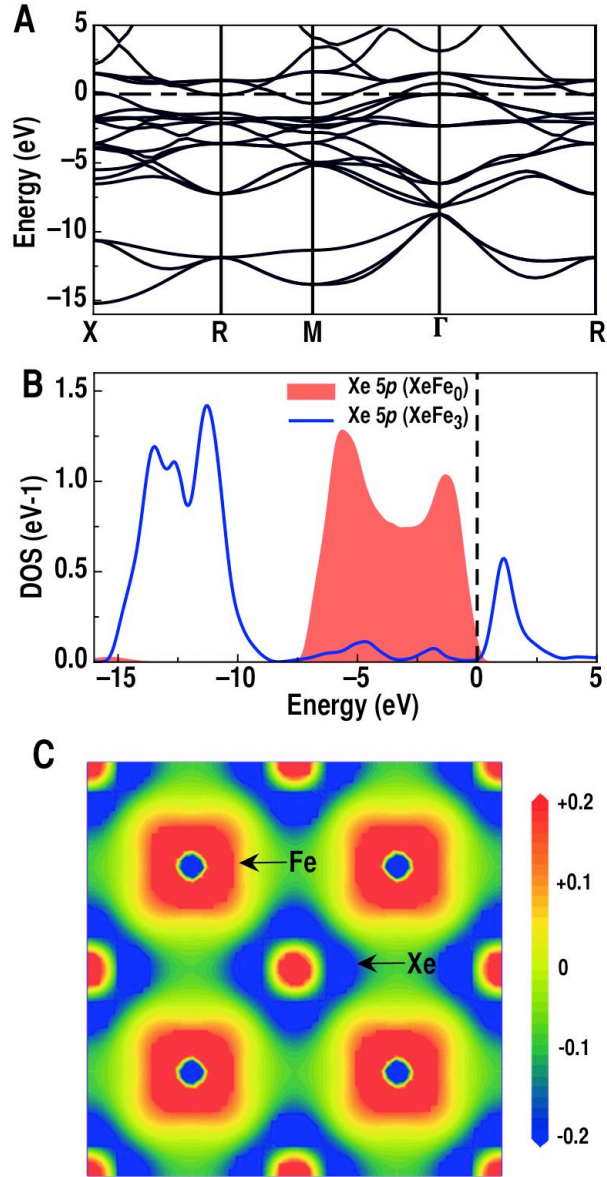 A
Energy (eV)
5
0
−5
−10
−15
X R M Γ R
B
DOS (eV-1)
1.5
1.0
0.5
0.0
Xe 5p (XeFe0)
Xe 5p (XeFe3)
−15 −10 −5 0 5
Energy (eV)
C
Fe
Xe
+0.2
+0.1
0
-0.1
-0.2